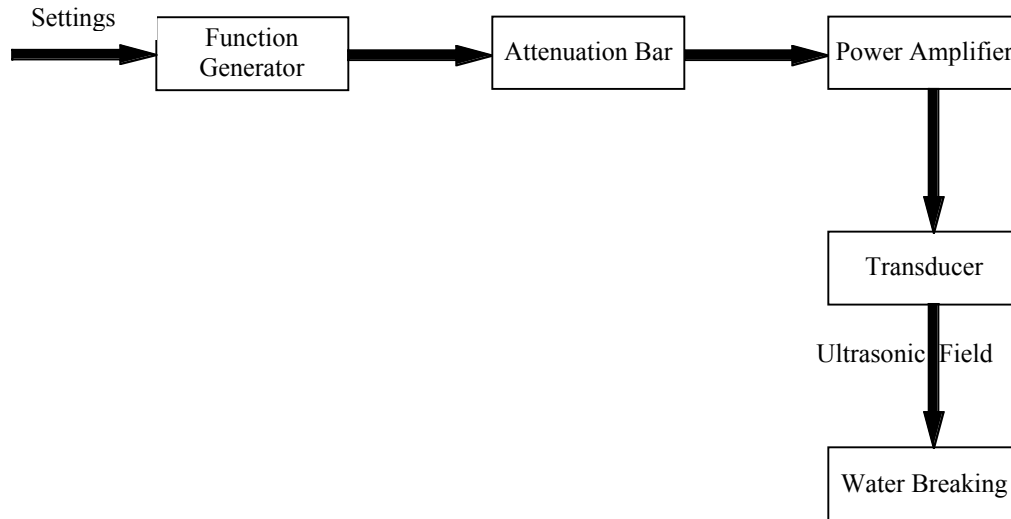 Settings
Function
Generator
Attenuation Bar
Power Amplifier
Transducer
Ultrasonic Field
Water Breaking